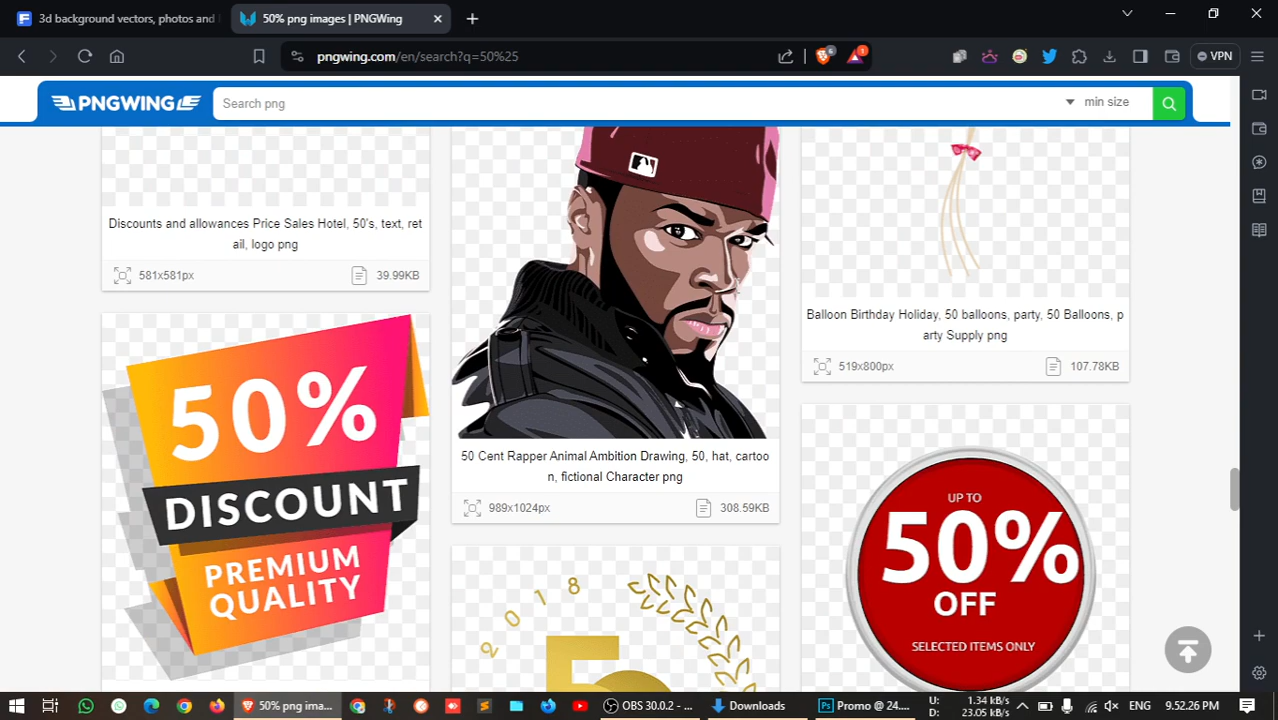 3d background vectors, photos and
50% png images | PNGWing
pngwing.com/en/search?q=50%25
6
1
VPN
PNGWING
Search png
min size
Discounts and allowances Price Sales Hotel, 50's, text, ret
ail, logo png
581x581px
39.99KB
50%
DISCOUNT
PREMIUM
QUALITY
50 Cent Rapper Animal Ambition Drawing, 50, hat, cartoo
n, fictional Character png
989x1024px
308.59KB
2018
5
Balloon Birthday Holiday, 50 balloons, party, 50 Balloons, p
arty Supply png
519x800px
107.78KB
UP TO
50%
OFF
SELECTED ITEMS ONLY
50% png ima...
OBS 30.0.2 - ...
Downloads
Ps
Promo @ 24....
U: 1.34 kB/s
D: 23.05 kB/s
ENG
9.52.26 PM